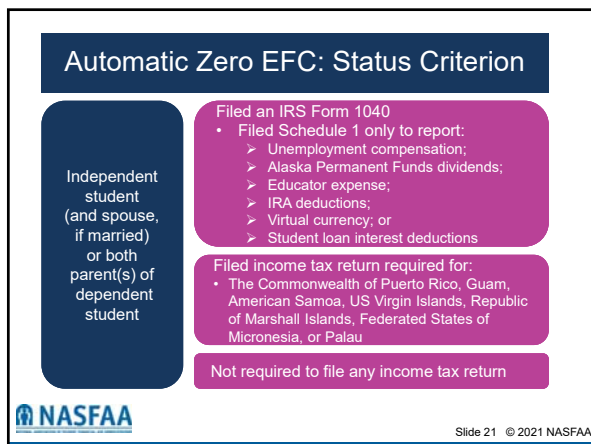 Automatic Zero EFC: Status Criterion
Independent
student
(and spouse,
if married)
or both
parent(s) of
dependent
student
Filed an IRS Form 1040
• Filed Schedule 1 only to report:
➢ Unemployment compensation;
➢ Alaska Permanent Funds dividends;
➢ Educator expense;
➢ IRA deductions;
➢ Virtual currency; or
➢ Student loan interest deductions
Filed income tax return required for:
• The Commonwealth of Puerto Rico, Guam,
American Samoa, US Virgin Islands, Republic
of Marshall Islands, Federated States of
Micronesia, or Palau
Not required to file any income tax return
NASFAA
Slide 21 © 2021 NASFAA